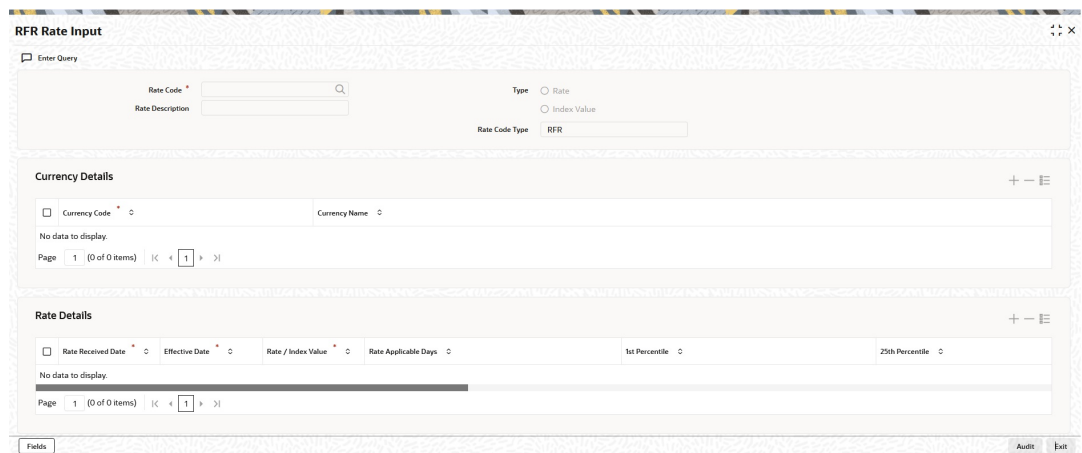 RFR Rate Input
Enter Query
Rate Code *
Type Rate
Rate Description
Index Value
Rate Code Type RFR
Currency Details
Currency Code * Currency Name
No data to display.
Page 1 (0 of 0 items) 1
Rate Details
Rate Received Date * Effective Date * Rate / Index Value * Rate Applicable Days 1st Percentile 25th Percentile
No data to display.
Page 1 (0 of 0 items) 1
Fields Audit Exit